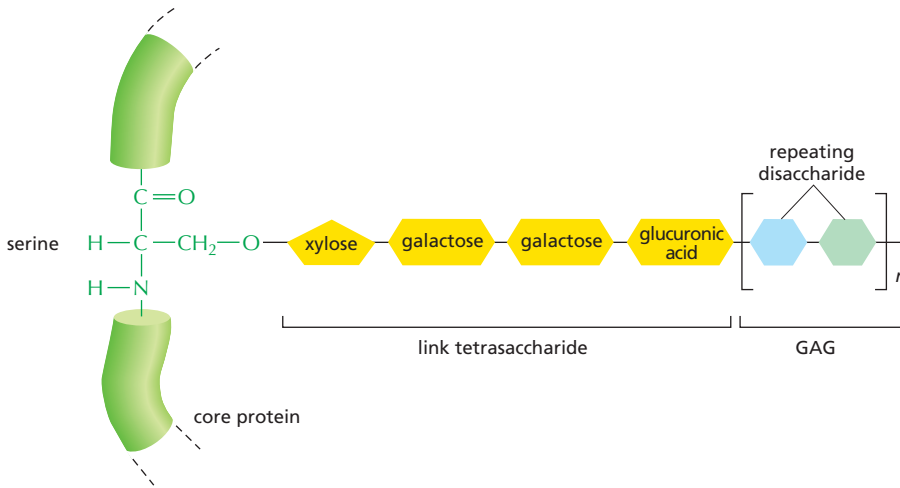 repeating
disaccharide
C=O
serine
H—C—CH₂—O
xylose
galactose
galactose
glucuronic
acid
H—N
n
link tetrasaccharide
GAG
core protein